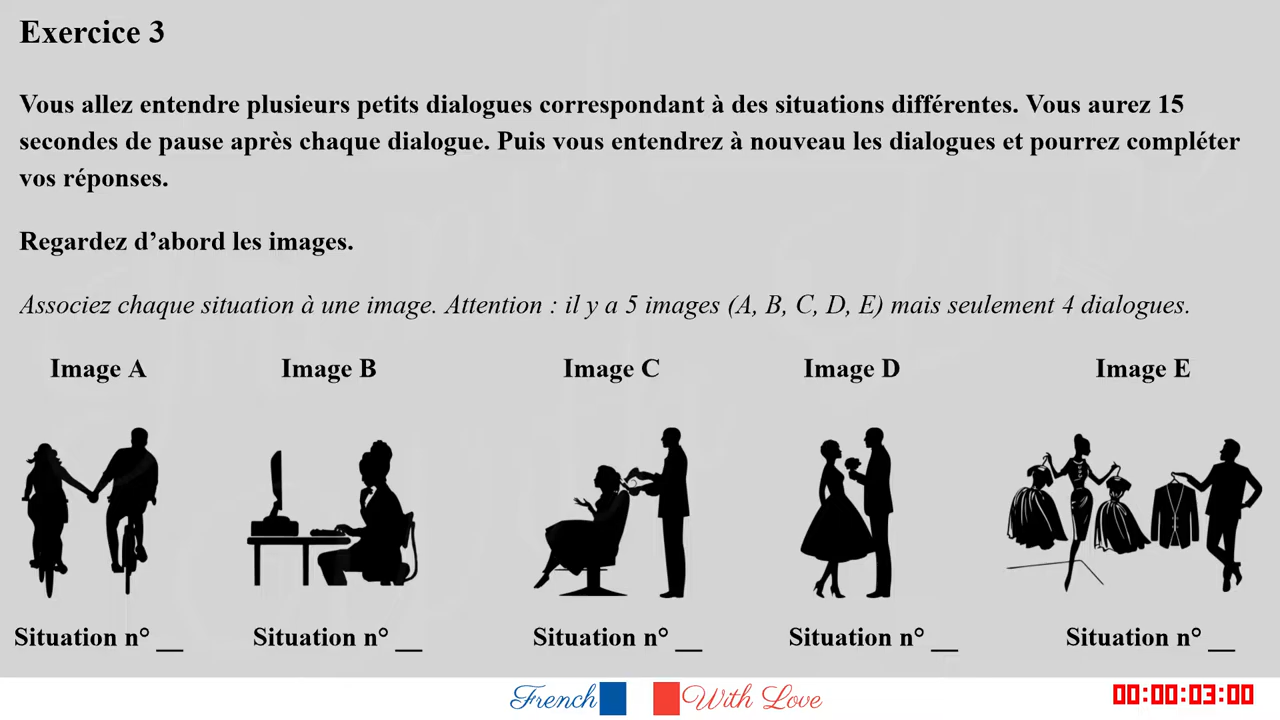 Exercice 3
Vous allez entendre plusieurs petits dialogues correspondant à des situations différentes. Vous aurez 15
secondes de pause après chaque dialogue. Puis vous entendrez à nouveau les dialogues et pourrez compléter
vos réponses.
Regardez d’abord les images.
Associez chaque situation à une image. Attention : il y a 5 images (A, B, C, D, E) mais seulement 4 dialogues.
Image A Image B Image C Image D Image E
Situation n° __ Situation n° __ Situation n° __ Situation n° __ Situation n° __
French With Love 00:00:03:00